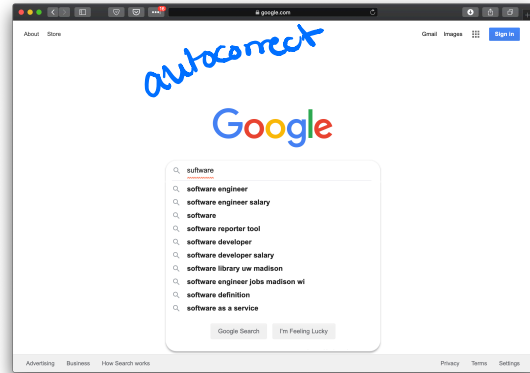 16
google.com
About Store Gmail Images Sign in
autocorrect
Google
suftware
software engineer
software engineer salary
software
software reporter tool
software developer
software developer salary
software library uw madison
software engineer jobs madison wi
software definition
software as a service
Google Search I'm Feeling Lucky
Advertising Business How Search works Privacy Terms Settings